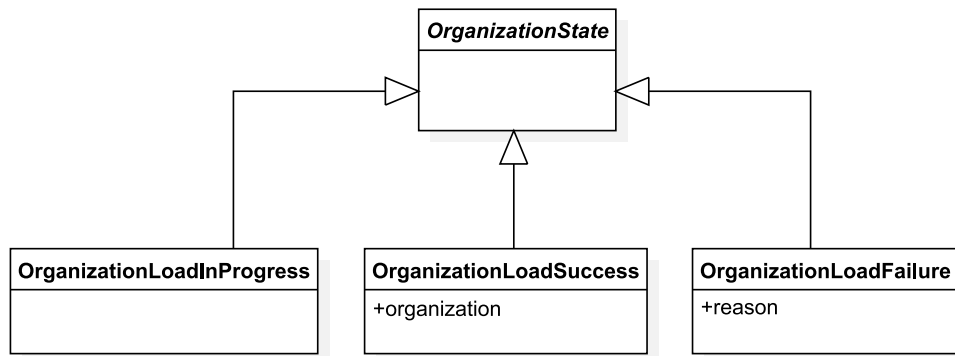 OrganizationState
OrganizationLoadInProgress
OrganizationLoadSuccess
+organization
OrganizationLoadFailure
+reason